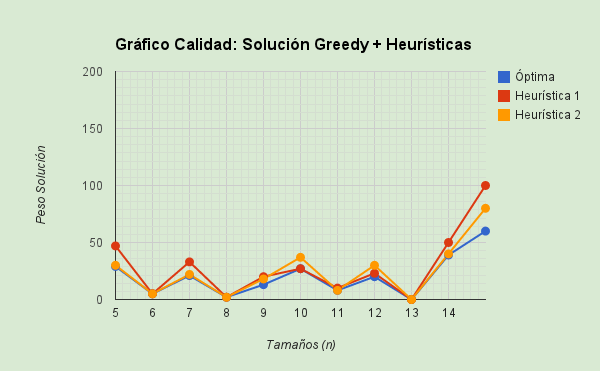 Gráfico Calidad: Solución Greedy + Heurísticas
200
150
100
50
0
Peso Solución
5 6 7 8 9 10 11 12 13 14
Tamaños (n)
Óptima
Heurística 1
Heurística 2